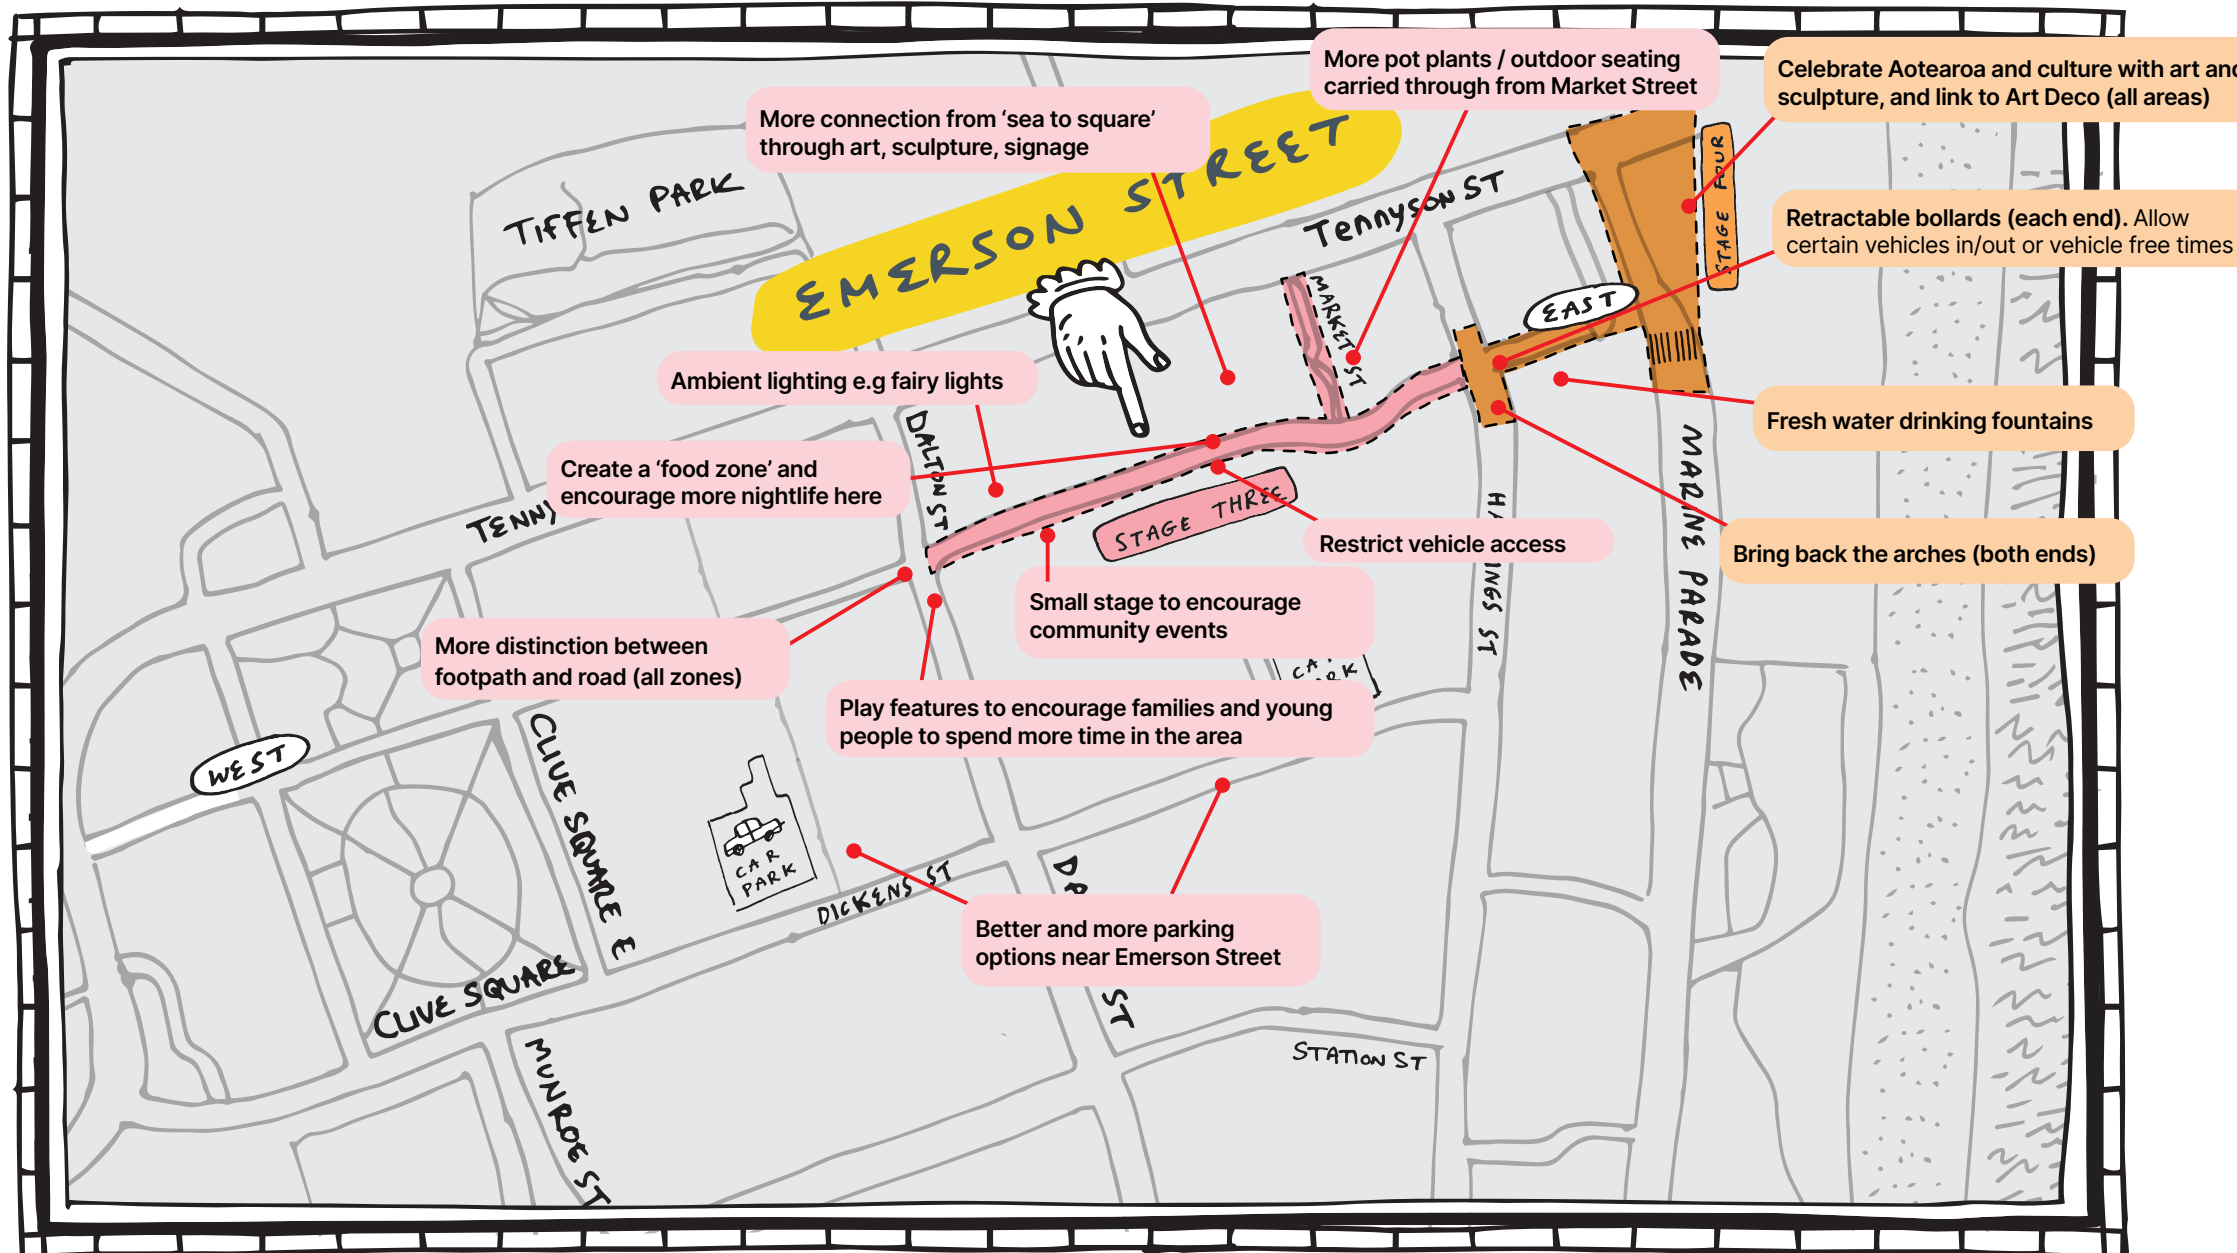 More pot plants / outdoor seating
carried through from Market Street
Celebrate Aotearoa and culture with art and
sculpture, and link to Art Deco (all areas)
More connection from ‘sea to square’
through art, sculpture, signage
EMERSON STREET
TIFFEN PARK
Tennyson ST
STAGE FOUR
Retractable bollards (each end). Allow
certain vehicles in/out or vehicle free times
EAST
MARKET ST
Ambient lighting e.g fairy lights
Fresh water drinking fountains
DALTON ST
Create a ‘food zone’ and
encourage more nightlife here
MARINE PARADE
TENNY
STAGE THREE
Restrict vehicle access
Bring back the arches (both ends)
INGS ST
Small stage to encourage
community events
More distinction between
footpath and road (all zones)
Play features to encourage families and young
people to spend more time in the area
WEST
CLIVE SQUARE E
CAR
PARK
DICKENS ST
Better and more parking
options near Emerson Street
ST
CLIVE SQUARE
STATION ST
MUNROE ST